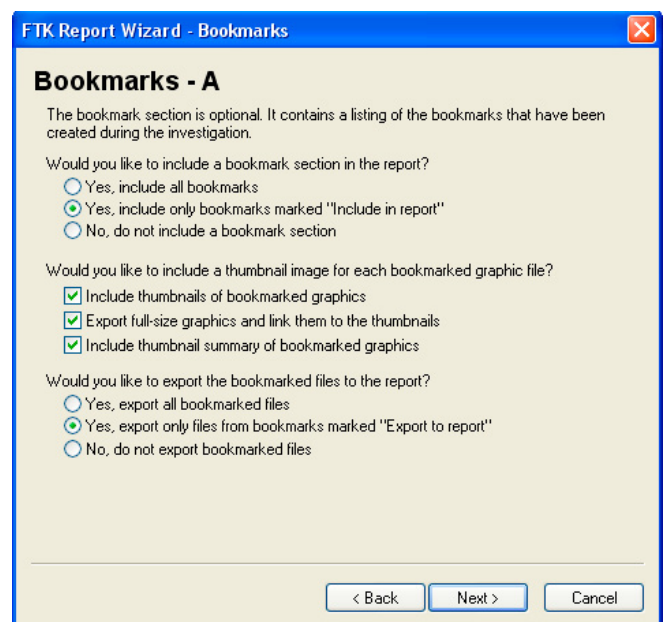 FTK Report Wizard - Bookmarks
Bookmarks - A
The bookmark section is optional. It contains a listing of the bookmarks that have been
created during the investigation.
Would you like to include a bookmark section in the report?
Yes, include all bookmarks
Yes, include only bookmarks marked "Include in report"
No, do not include a bookmark section
Would you like to include a thumbnail image for each bookmarked graphic file?
Include thumbnails of bookmarked graphics
Export full-size graphics and link them to the thumbnails
Include thumbnail summary of bookmarked graphics
Would you like to export the bookmarked files to the report?
Yes, export all bookmarked files
Yes, export only files from bookmarks marked "Export to report"
No, do not export bookmarked files
< Back Next > Cancel